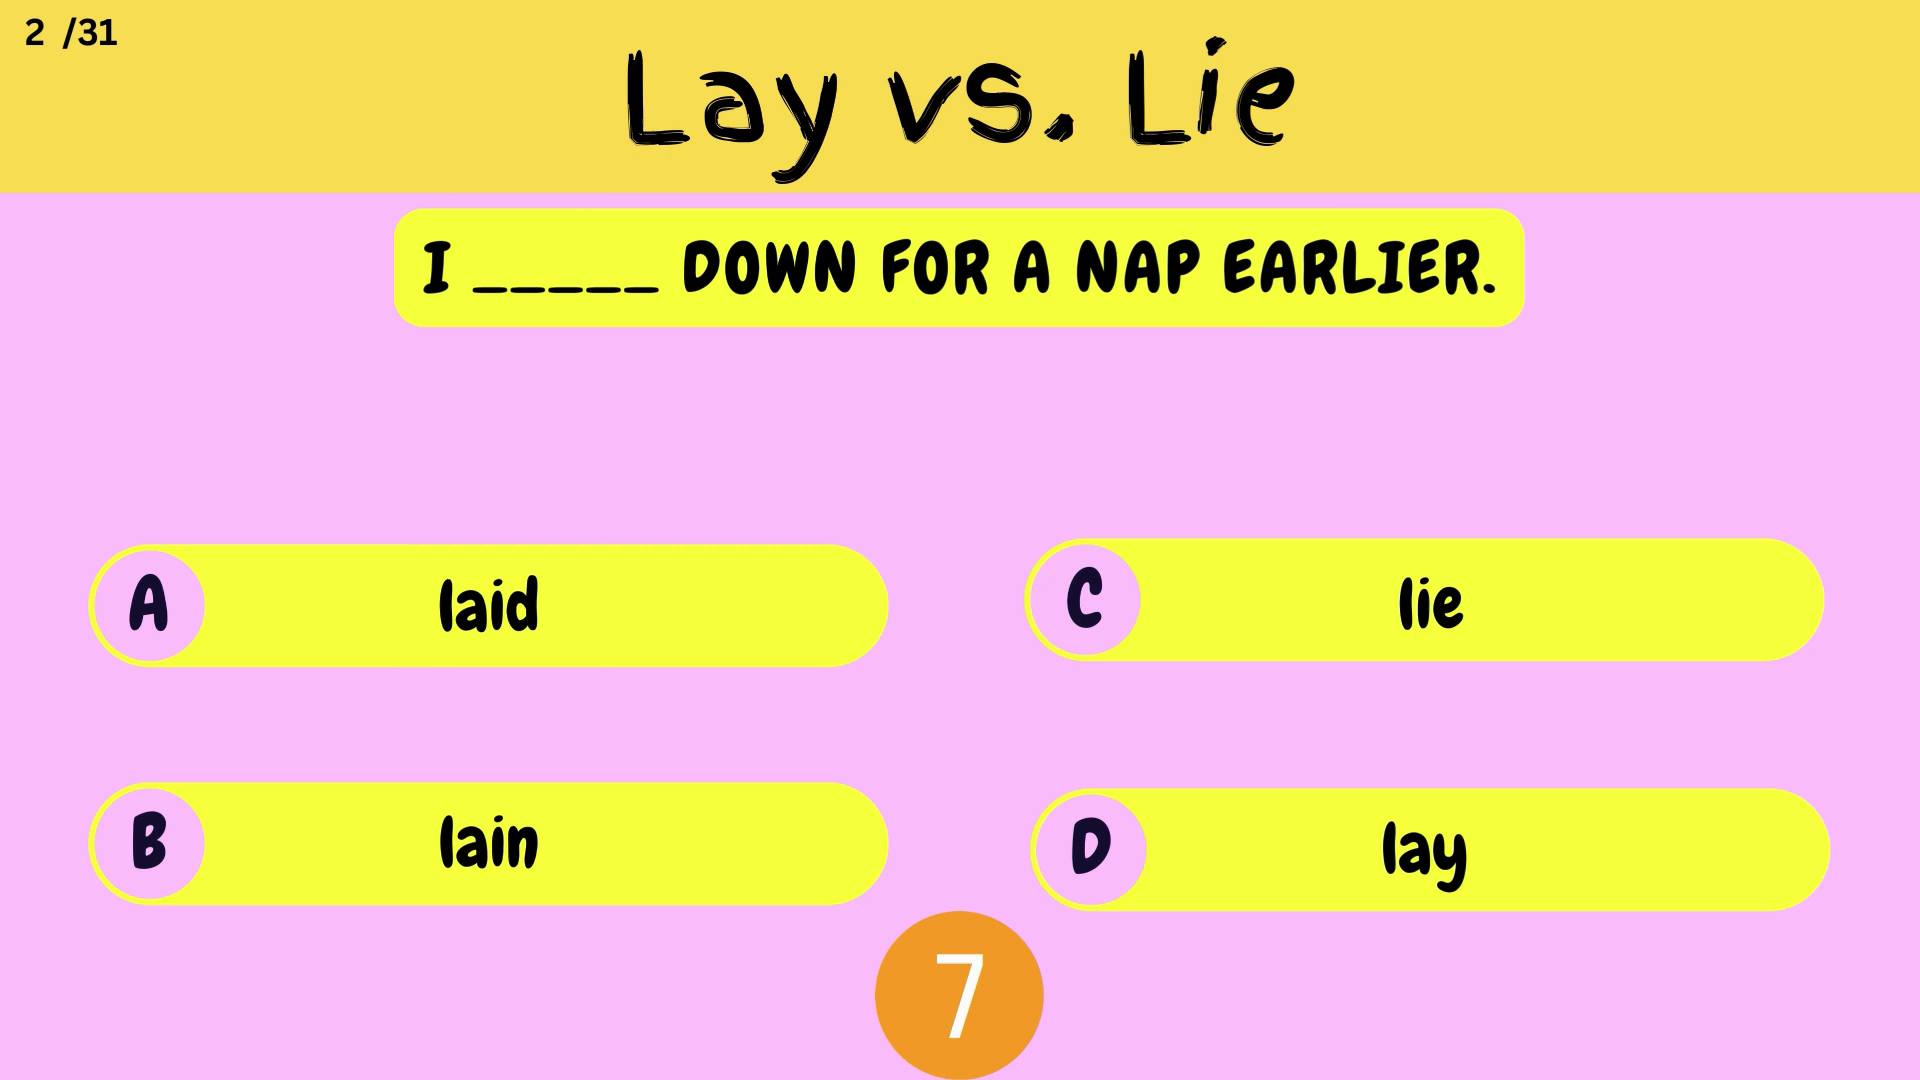 2 /31
Lay vs. Lie
I _____ DOWN FOR A NAP EARLIER.
A laid
C lie
B lain
D lay
7